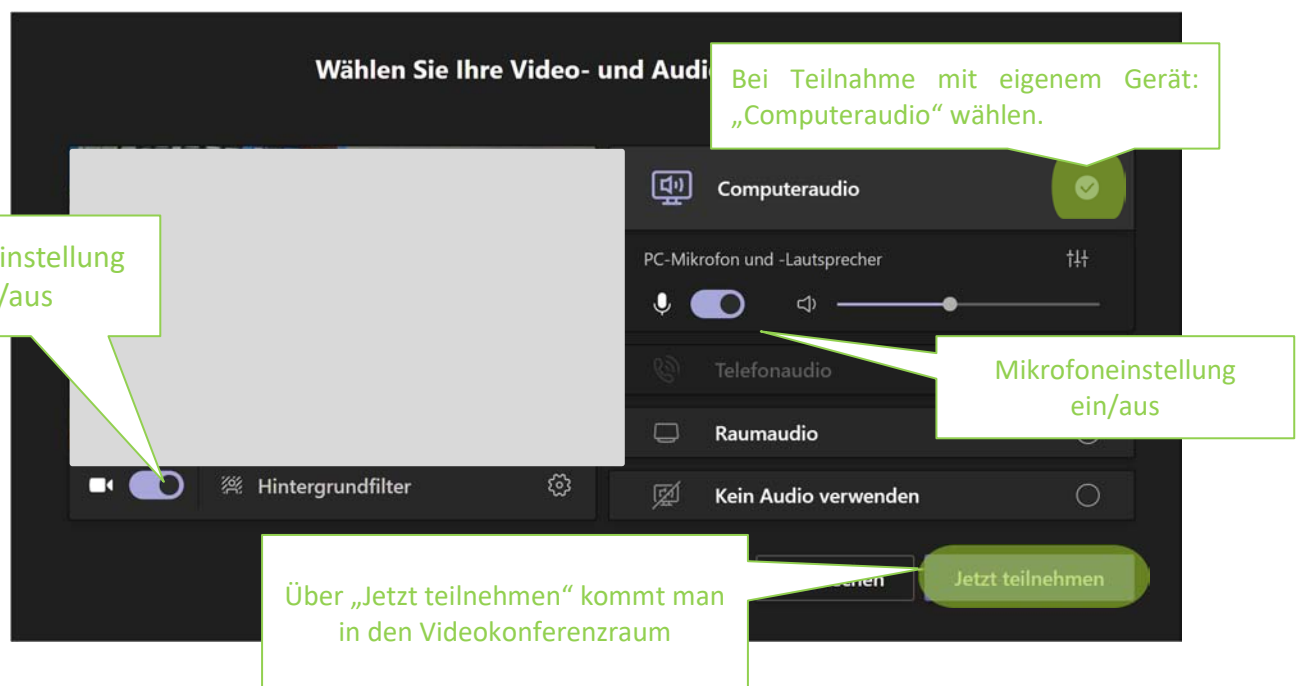 Wählen Sie Ihre Video- und Audi
Bei Teilnahme mit eigenem Gerät:
„Computeraudio“ wählen.
Computeraudio
instellung
/aus
PC-Mikrofon und -Lautsprecher
Telefonaudio
Mikrofoneinstellung
ein/aus
Raumaudio
Hintergrundfilter
Kein Audio verwenden
Über „Jetzt teilnehmen“ kommt man
in den Videokonferenzraum
Jetzt teilnehmen